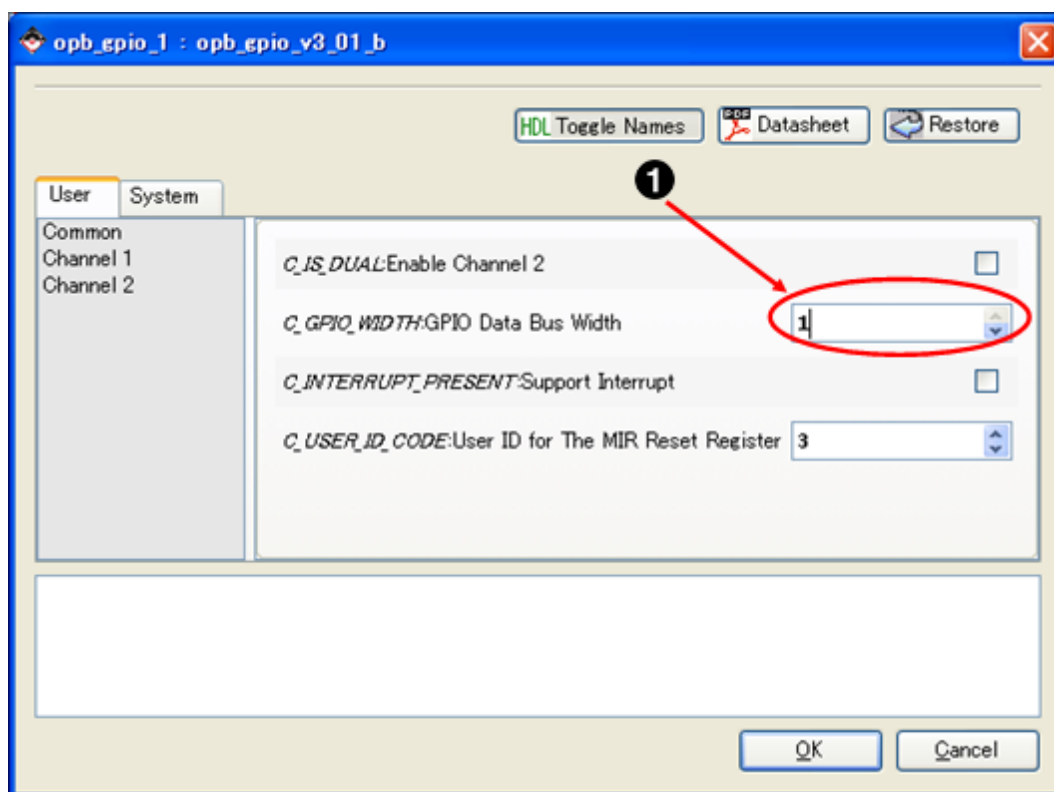 opb_gpio_1 : opb_gpio_v3_01_b
HDL Toggle Names
PDF Datasheet
Restore
1
User
System
Common
Channel 1
Channel 2
C_IS_DUAL:Enable Channel 2
C_GPIO_WIDTH:GPIO Data Bus Width
1
C_INTERRUPT_PRESENT:Support Interrupt
C_USER_ID_CODE:User ID for The MIR Reset Register
3
OK
Cancel